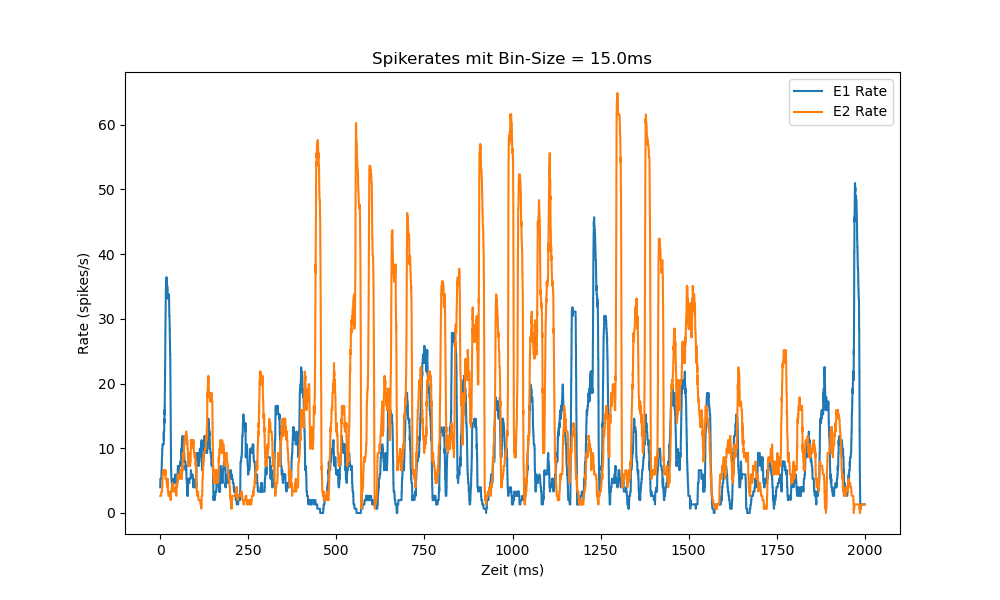 Spikerates mit Bin-Size = 15.0ms
E1 Rate
E2 Rate
60
50
40
30
20
10
0
Rate (spikes/s)
0 250 500 750 1000 1250 1500 1750 2000
Zeit (ms)